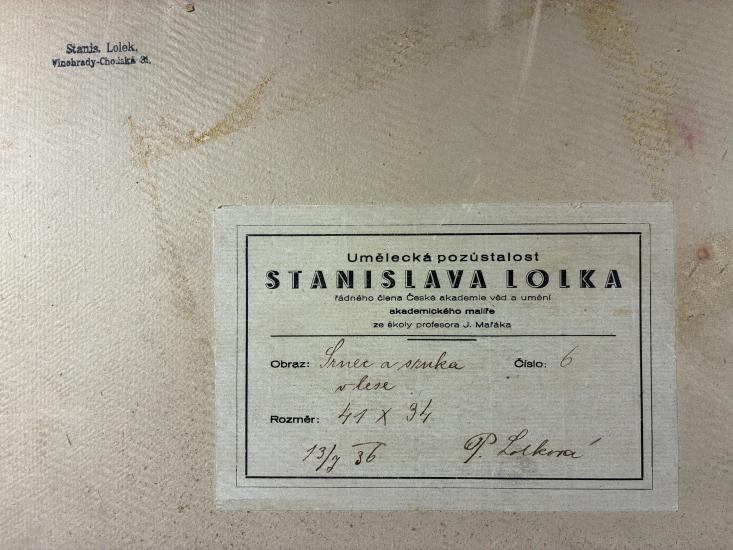 Stanis. Lolek.
Vinohrady-Chodská 31.
Umělecká pozůstalost
STANISLAVA LOLKA
řádného člena České akademie věd a umění
akademického malíře
ze školy profesora J. Mařáka
Obraz: Srnec a srnka Číslo: 6
v lese
Rozměr: 41 X 34
13/7 36 P. Lolková